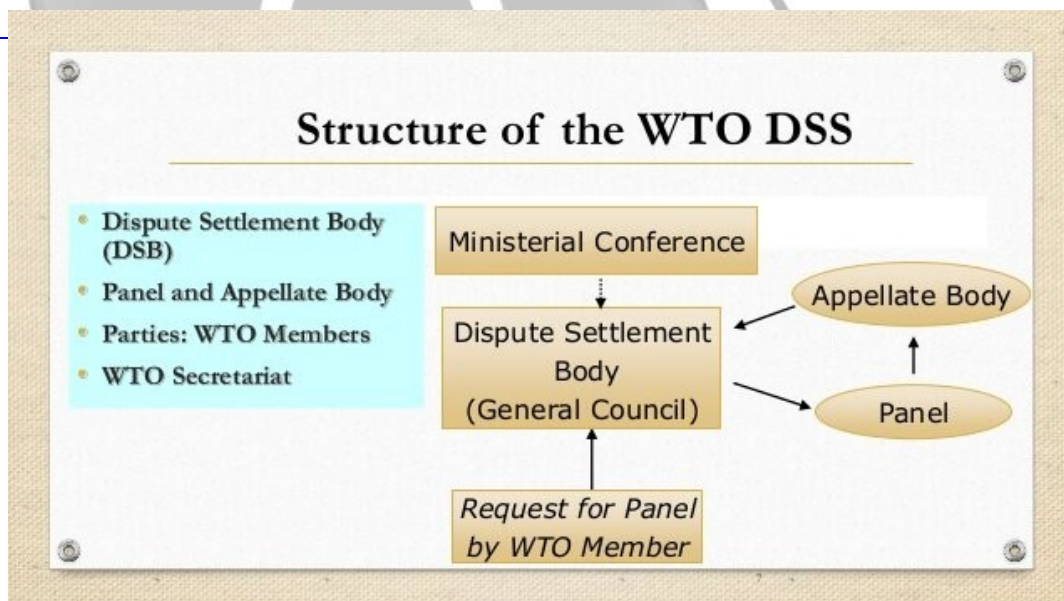 Structure of the WTO DSS
Dispute Settlement Body
(DSB)
Panel and Appellate Body
Parties: WTO Members
WTO Secretariat
Ministerial Conference
Dispute Settlement
Body
(General Council)
Appellate Body
Panel
Request for Panel
by WTO Member